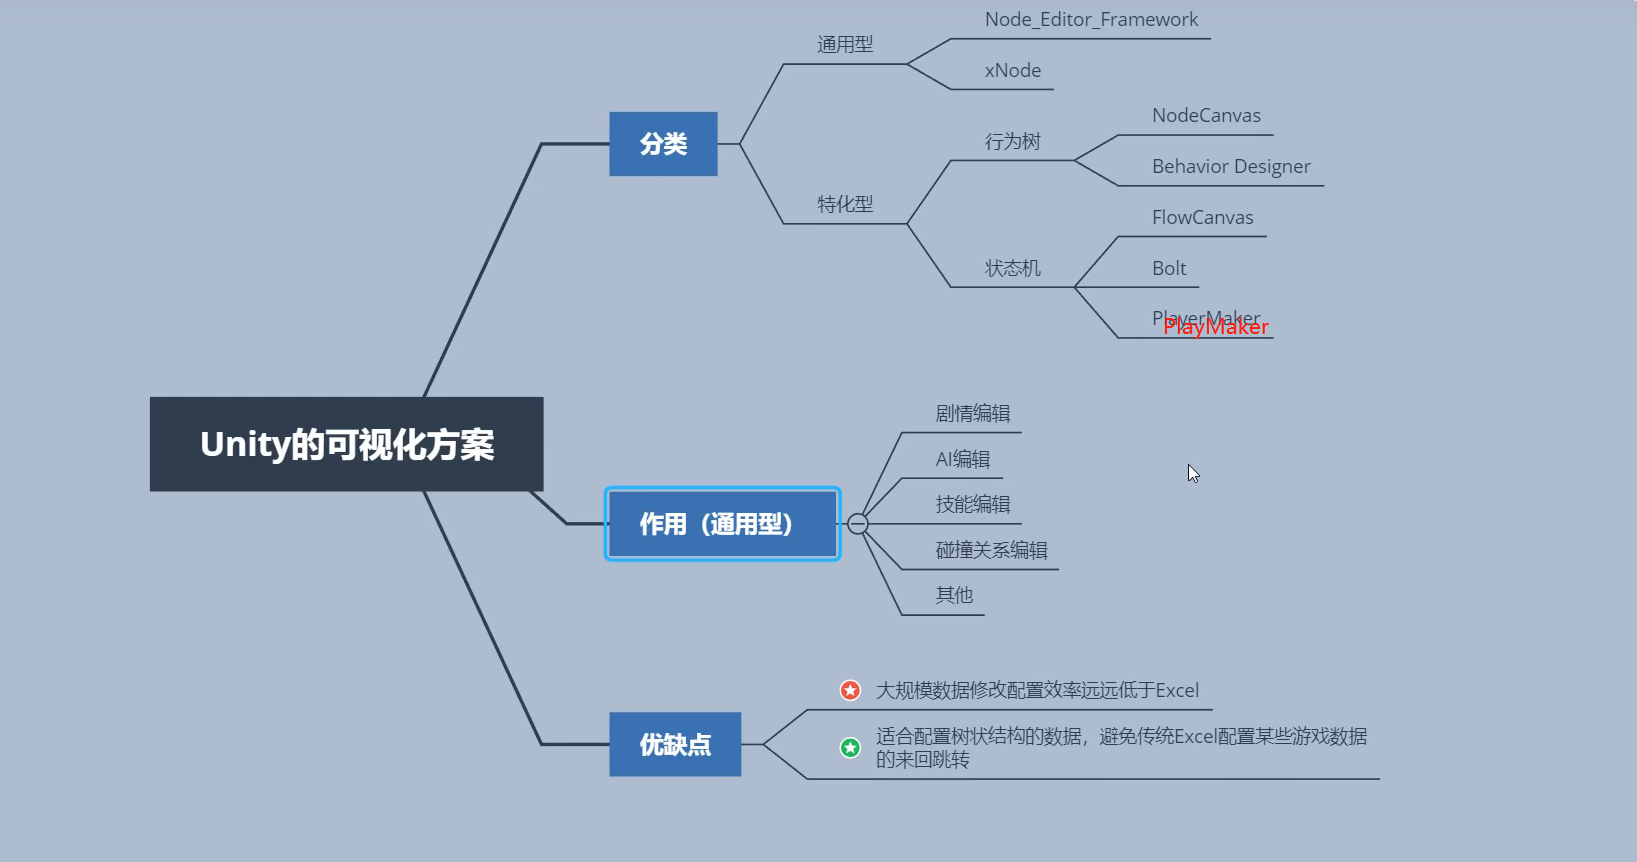 Node_Editor_Framework
通用型
xNode
分类
NodeCanvas
行为树
Behavior Designer
特化型
FlowCanvas
状态机
Bolt
PlayerMaker
PlayMaker
Unity的可视化方案
剧情编辑
AI编辑
技能编辑
作用（通用型）
碰撞关系编辑
其他
大规模数据修改配置效率远远低于Excel
优缺点
适合配置树状结构的数据，避免传统Excel配置某些游戏数据
的来回跳转